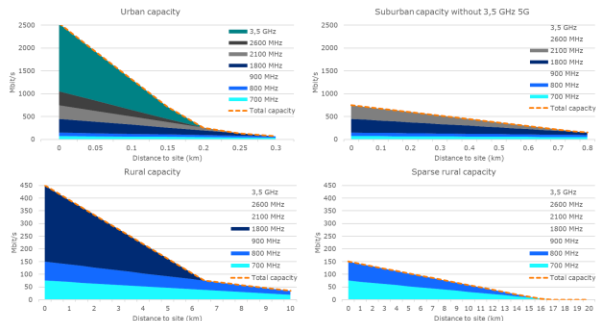 Urban capacity
2500
2000
1500
1000
500
0
Mbit/s
0 0.05 0.1 0.15 0.2 0.25 0.3
Distance to site (km)
3,5 GHz
2600 MHz
2100 MHz
1800 MHz
900 MHz
800 MHz
700 MHz
Total capacity
Suburban capacity without 3,5 GHz 5G
2500
2000
1500
1000
500
0
Mbit/s
0 0.1 0.2 0.3 0.4 0.5 0.6 0.7 0.8
Distance to site (km)
3,5 GHz
2600 MHz
2100 MHz
1800 MHz
900 MHz
800 MHz
700 MHz
Total capacity
Rural capacity
450
400
350
300
250
200
150
100
50
0
Mbit/s
0 1 2 3 4 5 6 7 8 9 10
Distance to site (km)
3,5 GHz
2600 MHz
2100 MHz
1800 MHz
900 MHz
800 MHz
700 MHz
Total capacity
Sparse rural capacity
450
400
350
300
250
200
150
100
50
0
Mbit/s
0 1 2 3 4 5 6 7 8 9 10 11 12 13 14 15 16 17 18 19 20
Distance to site (km)
3,5 GHz
2600 MHz
2100 MHz
1800 MHz
900 MHz
800 MHz
700 MHz
Total capacity